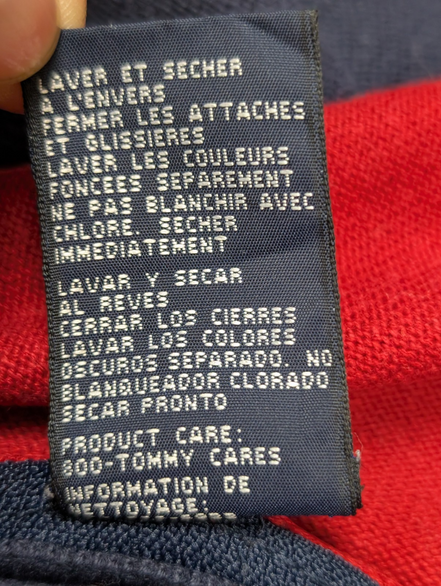 LAVER ET SECHER
A L'ENVERS
FERMER LES ATTACHES
ET GLISSIERES
LAVER LES COULEURS
FONCEES SEPAREMENT
NE PAS BLANCHIR AVEC
CHLORE. SECHER
IMMEDIATEMENT
LAVAR Y SECAR
AL REVES
CERRAR LOS CIERRES
LAVAR LOS COLORES
OSCUROS SEPARADO. NO
BLANQUEADOR CLORADO
SECAR PRONTO
PRODUCT CARE:
800-TOMMY CARES
INFORMATION DE
NETTOYAGE: